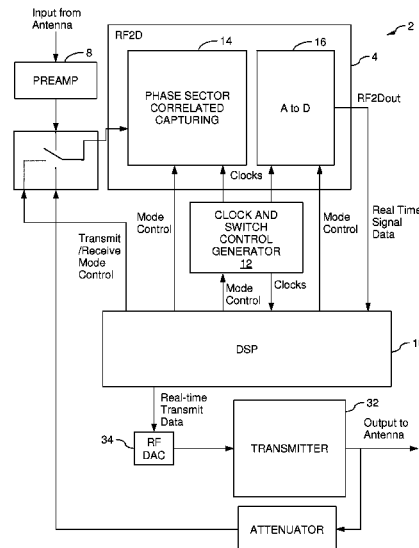 Input from
Antenna
8
PREAMP
RF2D
14
PHASE SECTOR
CORRELATED
CAPTURING
16
A to D
2
4
RF2Dout
Clocks
Mode
Control
CLOCK AND
SWITCH
CONTROL
GENERATOR
12
Mode
Control
Real Time
Signal
Data
Transmit
/Receive
Mode
Control
Mode
Control
Clocks
DSP
Real-time
Transmit
Data
34
RF
DAC
32
TRANSMITTER
Output to
Antenna
ATTENUATOR